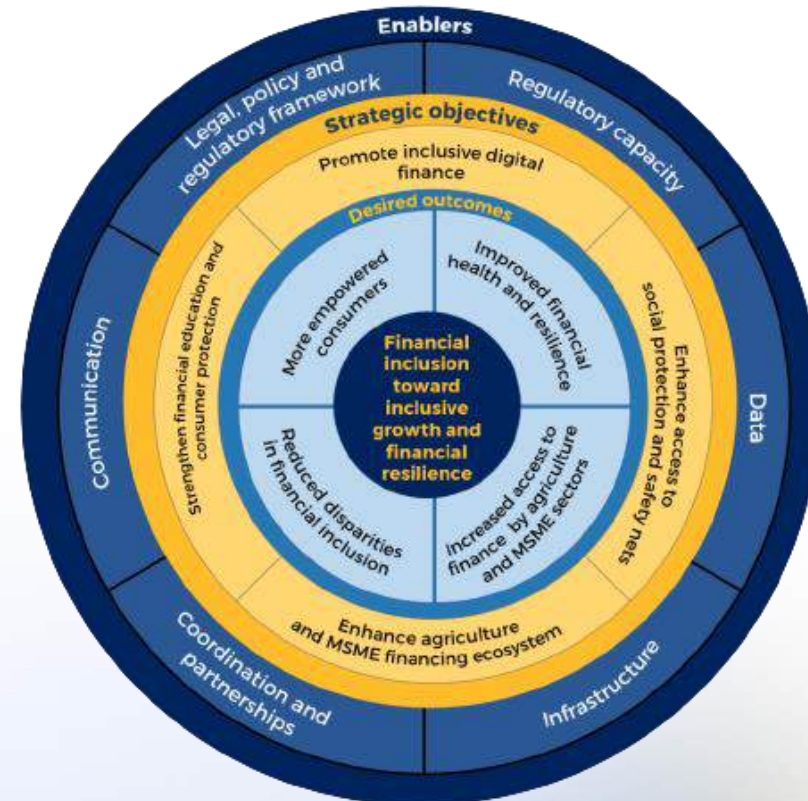 Enablers
Legal, policy and
regulatory framework
Regulatory capacity
Data
Infrastructure
Coordination and
partnerships
Communication
Strategic objectives
Promote inclusive digital
finance
Enhance access to
social protection and safety nets
Enhance agriculture
and MSME financing ecosystem
Strengthen financial education and
consumer protection
Desired outcomes
More empowered
consumers
Improved financial
health and resilience
Increased access to
finance by agriculture
and MSME sectors
Reduced disparities
in financial inclusion
Financial
inclusion
toward
inclusive
growth and
financial
resilience